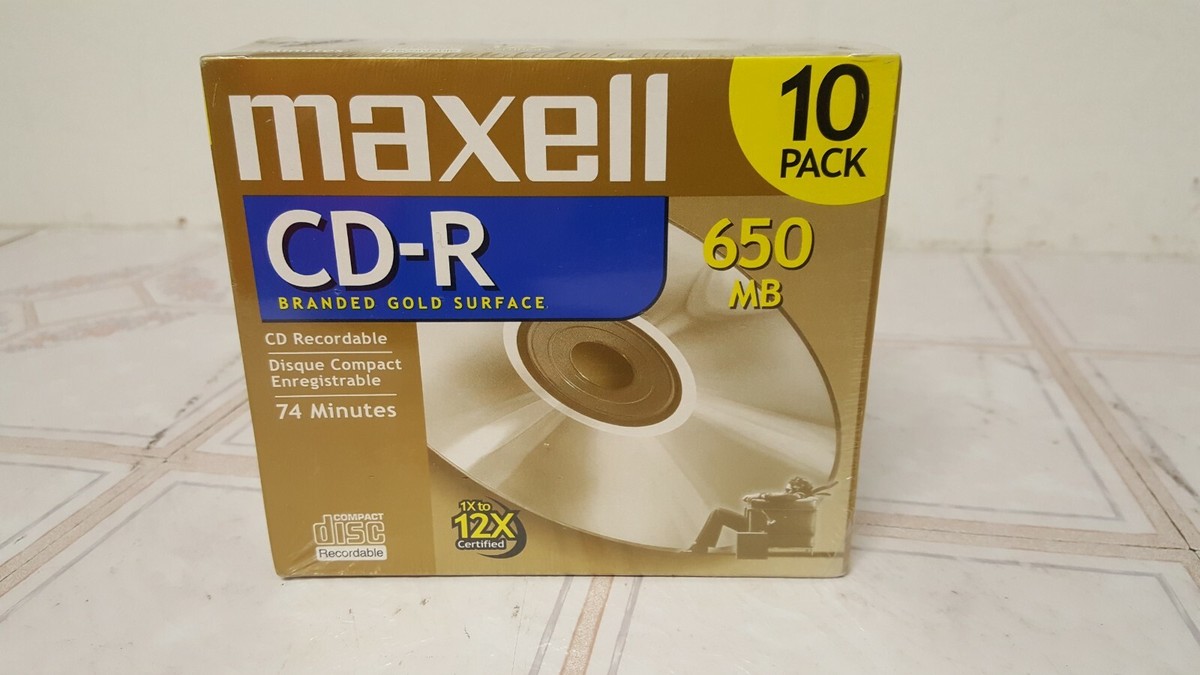 maxell
10
PACK
CD-R
BRANDED GOLD SURFACE
650
MB
CD Recordable
Disque Compact
Enregistrable
74 Minutes
COMPACT
disc
Recordable
1X to
12X
Certified